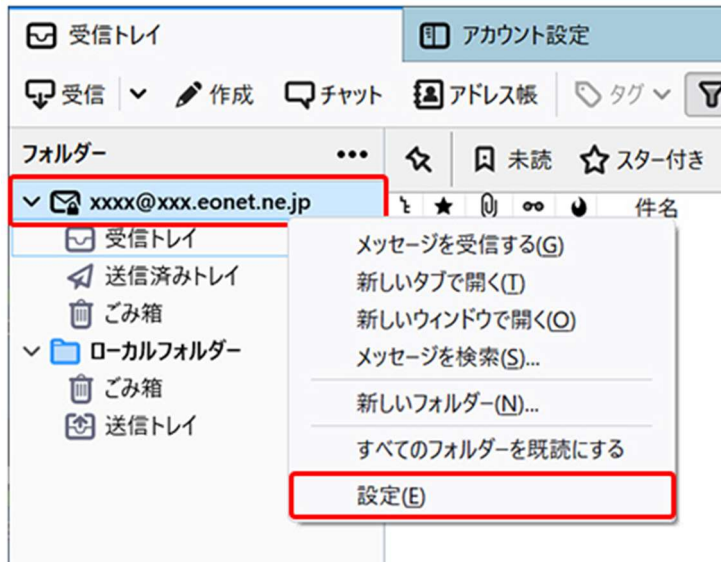 受信トレイ アカウント設定
受信 作成 チャット アドレス帳 タグ
フォルダー ••• 未読 スター付き
xxxx@xxx.eonet.ne.jp 件名
受信トレイ
送信済みトレイ
ごみ箱
ローカルフォルダー
ごみ箱
送信トレイ
メッセージを受信する(G)
新しいタブで開く(T)
新しいウィンドウで開く(O)
メッセージを検索(S)...
新しいフォルダー(N)...
すべてのフォルダーを既読にする
設定(E)